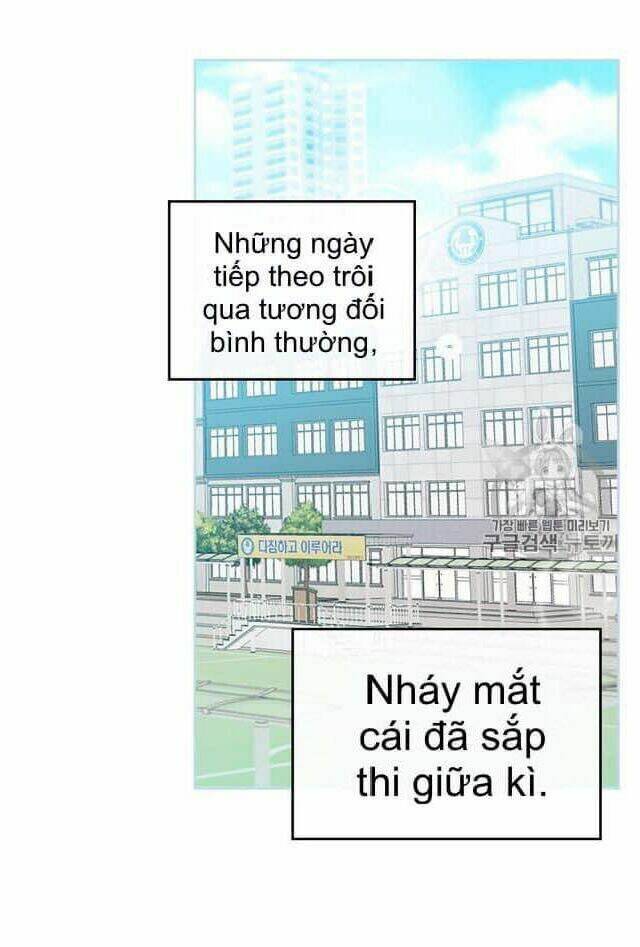 Những ngày
tiếp theo trôi
qua tương đối
bình thường,
가장 빠른 웹툰 미리보기
구글검색 뉴토끼
다짐하고 이루어라
Nháy mắt
cái đã sắp
thi giữa kì.